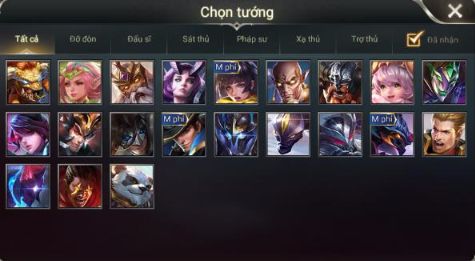 Chọn tướng
Tất cả Đỡ đòn Đấu sĩ Sát thủ Pháp sư Xạ thủ Trợ thủ Đã nhận
M phí
M phí M phí